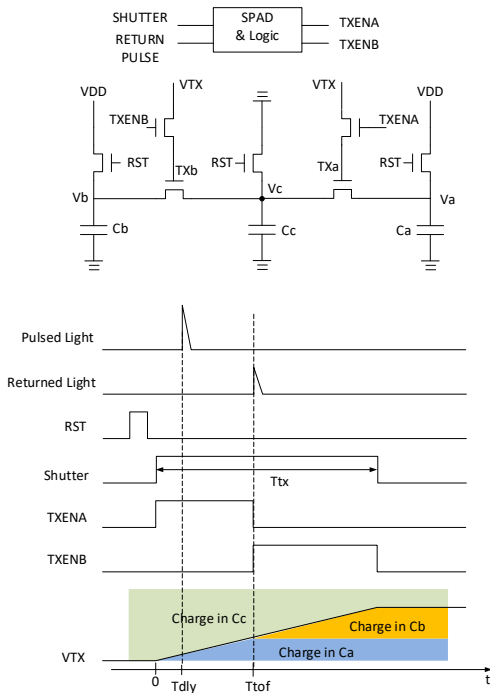 SHUTTER
RETURN
PULSE
SPAD
& Logic
TXENA
TXENB
VDD
VTX
VTX
VDD
TXENB
TXENA
RST
TXb
RST
TXa
RST
Vb
Vc
Va
Cb
Cc
Ca
Pulsed Light
Returned Light
RST
Shutter
Ttx
TXENA
TXENB
Charge in Cc
Charge in Cb
VTX
Charge in Ca
0
Tdly
Ttof
t